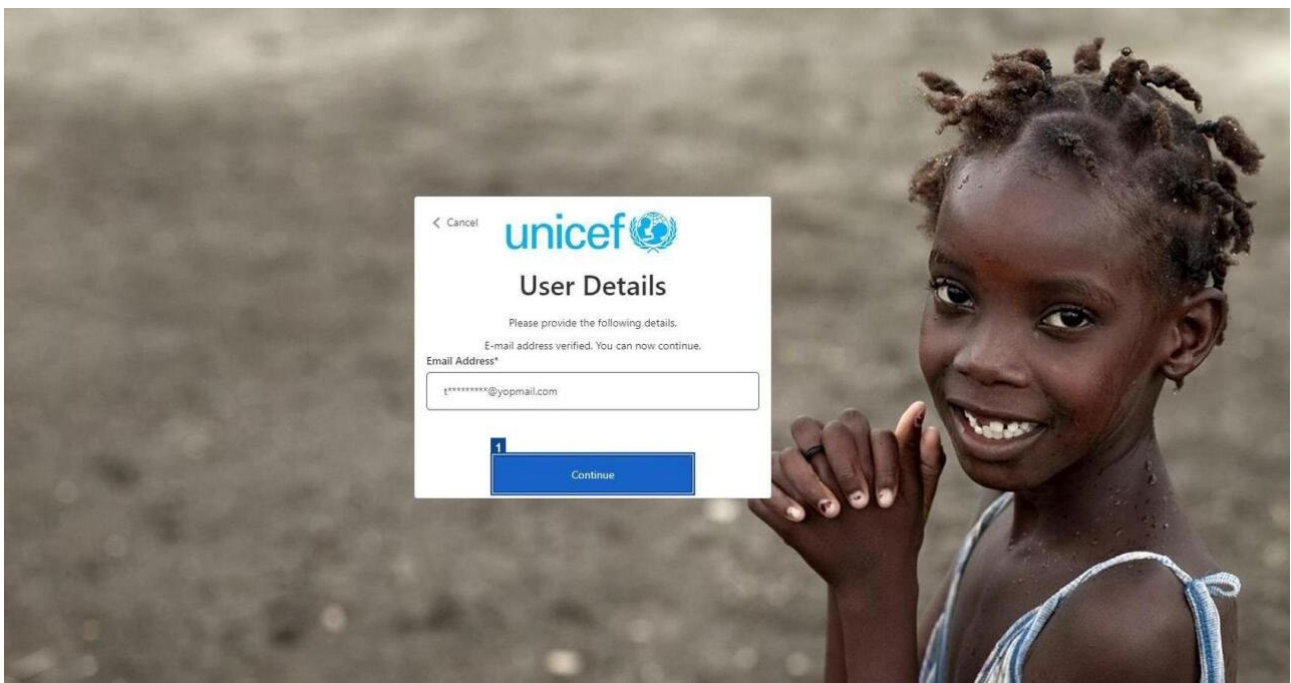 Cancel
unicef
User Details
Please provide the following details.
E-mail address verified. You can now continue.
Email Address*
t*********@yopmail.com
1
Continue